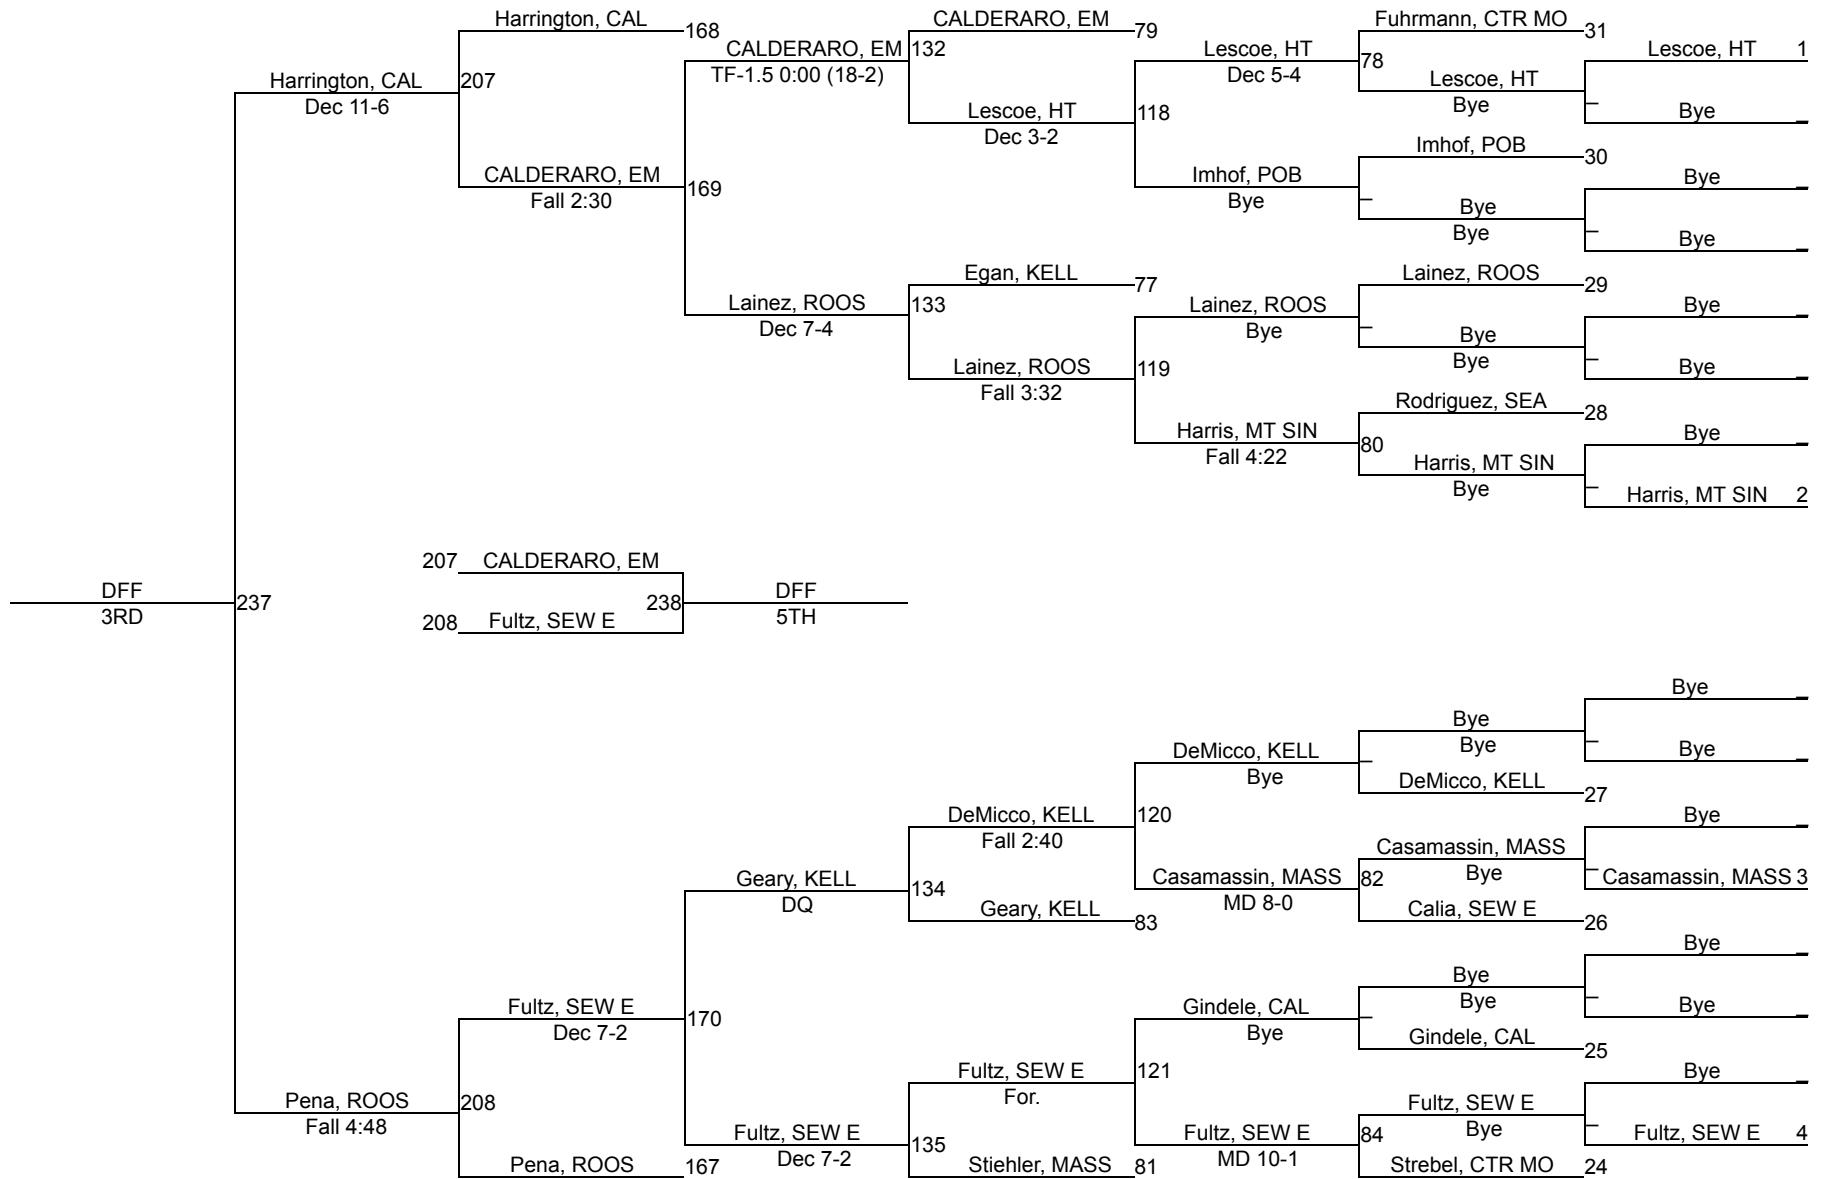 Harrington, CAL
168
CALDERARO, EM
79
Fuhrmann, CTR MO
31
CALDERARO, EM
132
TF-1.5 0:00 (18-2)
Lescoe, HT
Dec 5-4
78
Lescoe, HT 1
Harrington, CAL
Dec 11-6
207
Lescoe, HT
Bye
Lescoe, HT
Dec 3-2
118
_
Bye _
Imhof, POB
30
CALDERARO, EM
Fall 2:30
169
Imhof, POB
Bye
_
Bye _
Bye
Bye
_
Bye _
Egan, KELL
77
Lainez, ROOS
29
Lainez, ROOS
Dec 7-4
133
Lainez, ROOS
Bye
_
Bye _
Bye
Bye
Lainez, ROOS
Fall 3:32
119
_
Bye _
Rodriguez, SEA
28
Harris, MT SIN
Fall 4:22
80
Bye _
Harris, MT SIN
Bye
_
Harris, MT SIN 2
207 CALDERARO, EM
DFF
3RD
237
238
DFF
5TH
208 Fultz, SEW E
Bye _
Bye
Bye
DeMicco, KELL
Bye
_
_
Bye _
DeMicco, KELL
27
DeMicco, KELL
Fall 2:40
120
Bye _
Casamassin, MASS
Bye
Geary, KELL
DQ
134
Casamassin, MASS
MD 8-0
82
_
Casamassin, MASS 3
Geary, KELL
83
Calia, SEW E
26
Bye _
Bye
Bye
Fultz, SEW E
Dec 7-2
170
Gindele, CAL
Bye
_
_
Bye _
Gindele, CAL
25
Fultz, SEW E
For.
121
Bye _
Pena, ROOS
Fall 4:48
208
Fultz, SEW E
Bye
Fultz, SEW E
Dec 7-2
135
Fultz, SEW E
MD 10-1
84
_
Fultz, SEW E 4
Pena, ROOS
167
Stiehler, MASS
81
Strebel, CTR MO
24